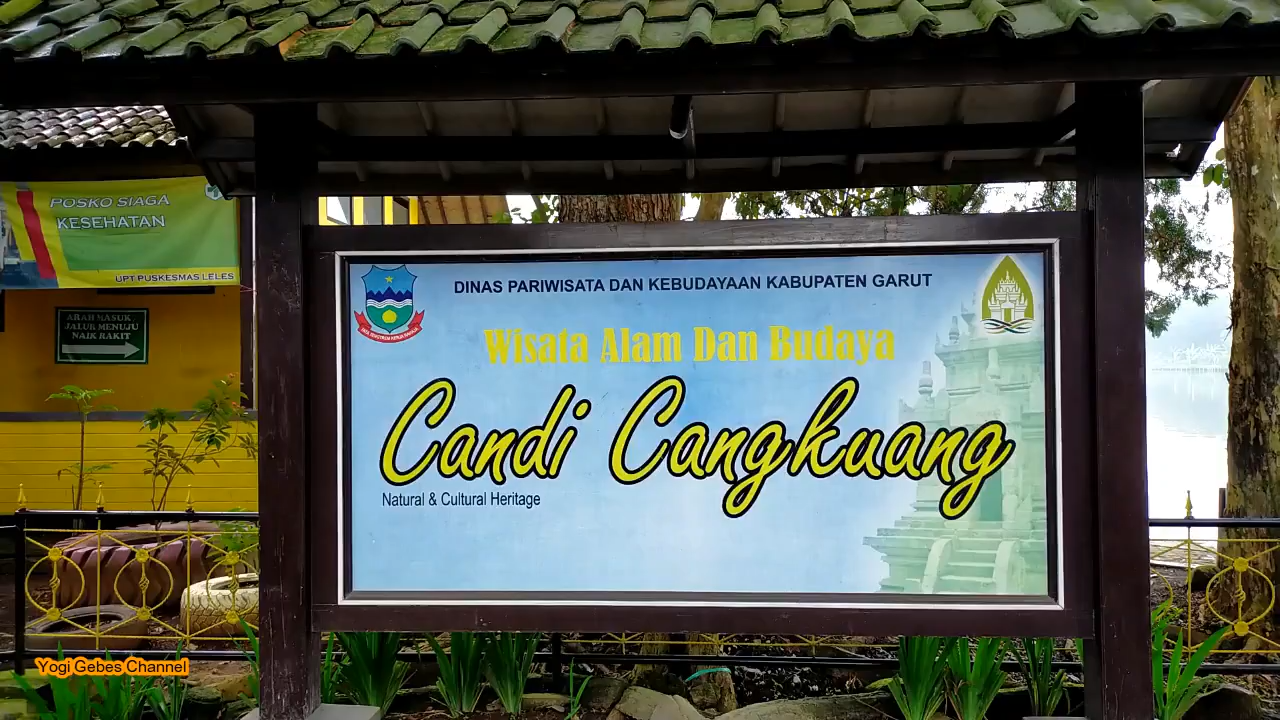 POSKO SIAGA
KESEHATAN
UPT PUSKESMAS LELES
ARAH MASUK
JALUR MENUJU
NAIK RAKIT
DINAS PARIWISATA DAN KEBUDAYAAN KABUPATEN GARUT
Wisata Alam Dan Budaya
Candi Cangkuang
Natural & Cultural Heritage
Yogi Gebes Channel